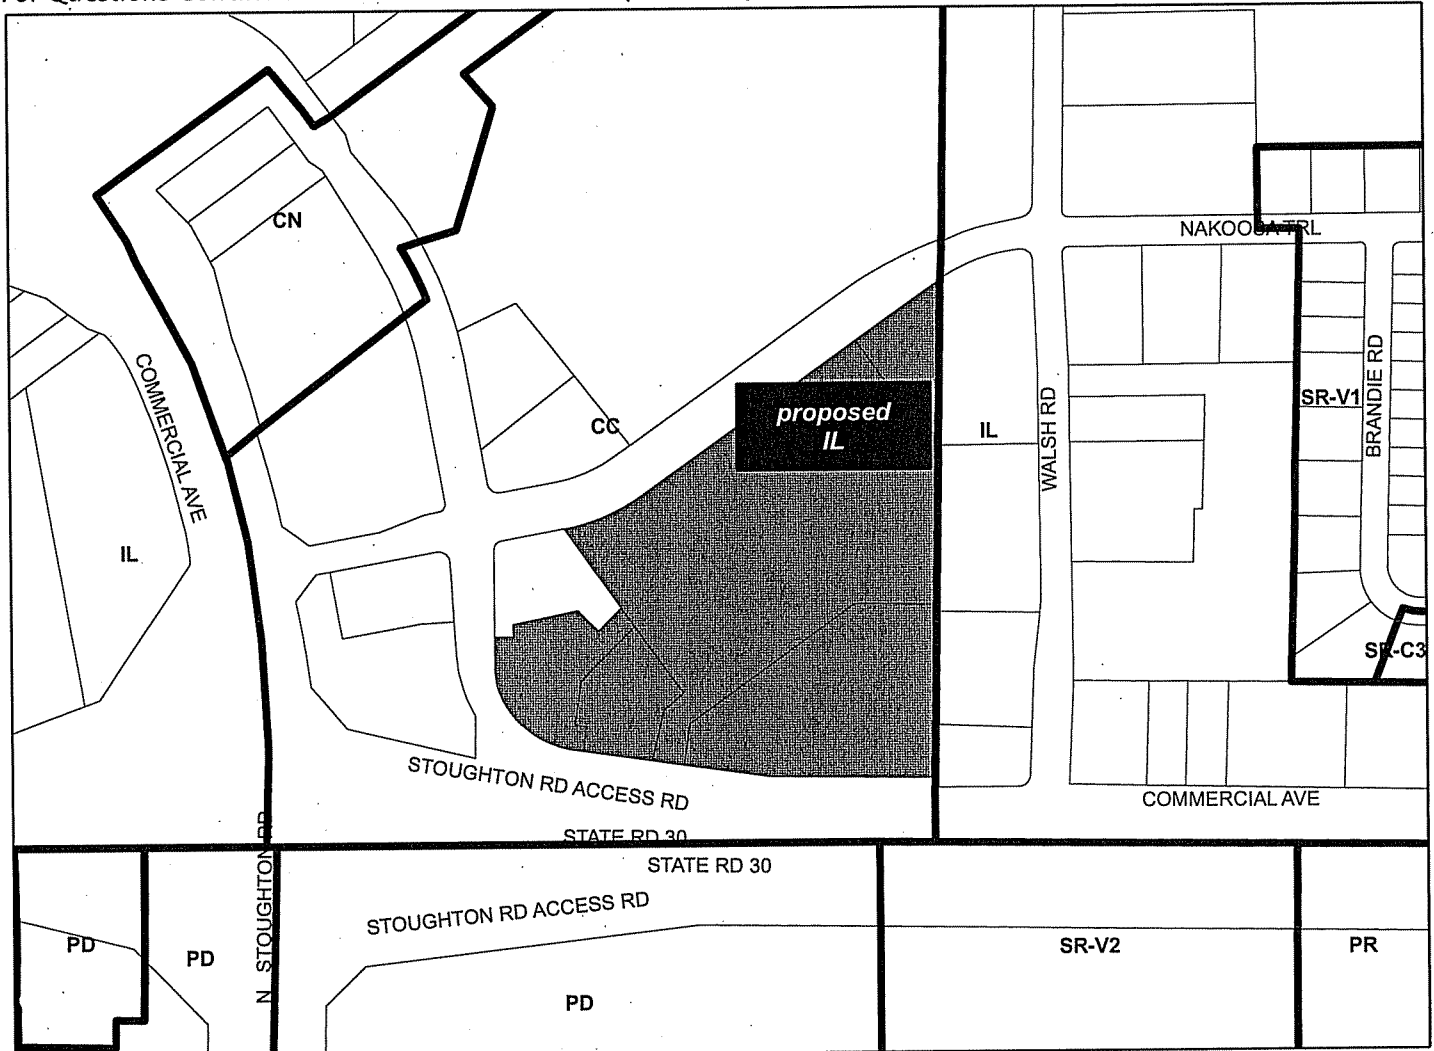 For Questions
CN
NAKOOSA TRL
COMMERCIAL AVE
proposed
IL
CC
IL
WALSH RD
SR-V1
BRANDIE RD
IL
SR-C3
STOUGHTON RD ACCESS RD
COMMERCIAL AVE
STATE RD 30
STATE RD 30
N STOUGHTON RD
STOUGHTON RD ACCESS RD
PD
PD
PD
SR-V2
PR